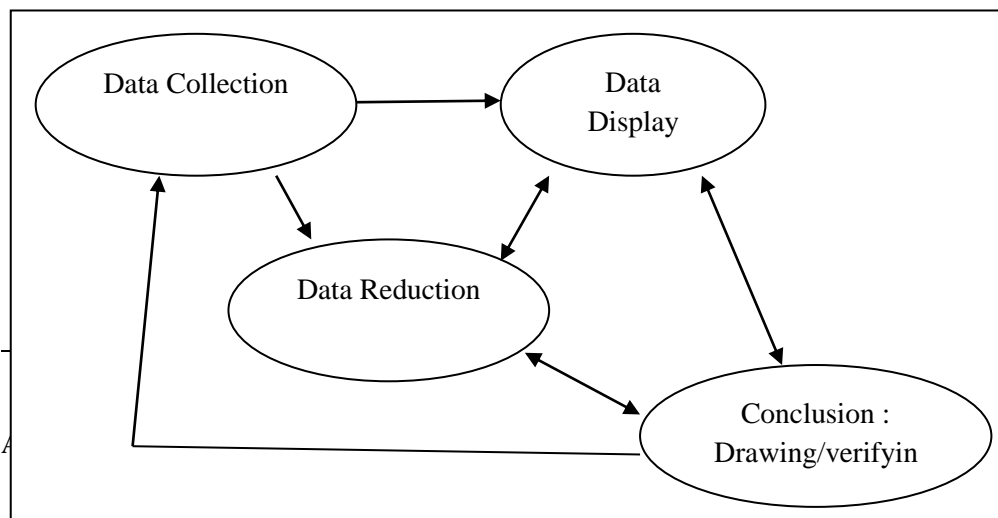 Data Collection
Data
Display
Data Reduction
Conclusion :
Drawing/verifyin